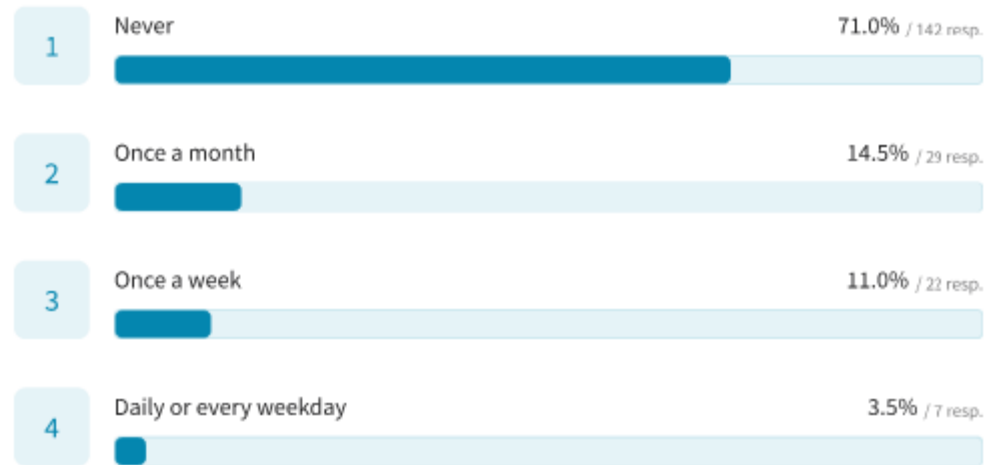 1 Never 71.0% / 142 resp.
2 Once a month 14.5% / 29 resp.
3 Once a week 11.0% / 22 resp.
4 Daily or every weekday 3.5% / 7 resp.